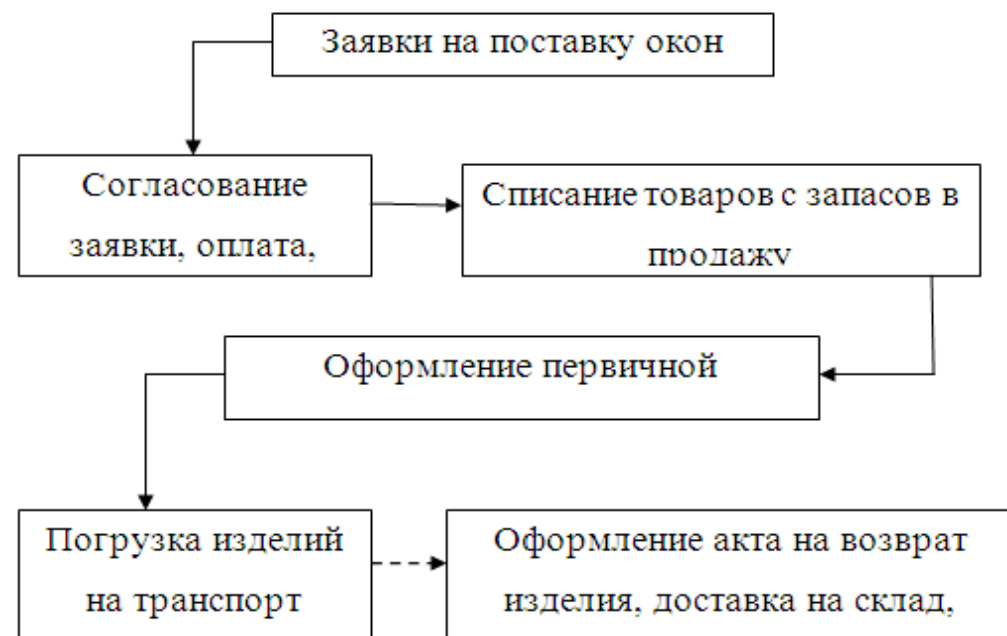 Заявки на поставку окон
Согласование
заявки, оплата,
Списание товаров с запасов в
продажу
Оформление первичной
Погрузка изделий
на транспорт
Оформление акта на возврат
изделия, доставка на склад,